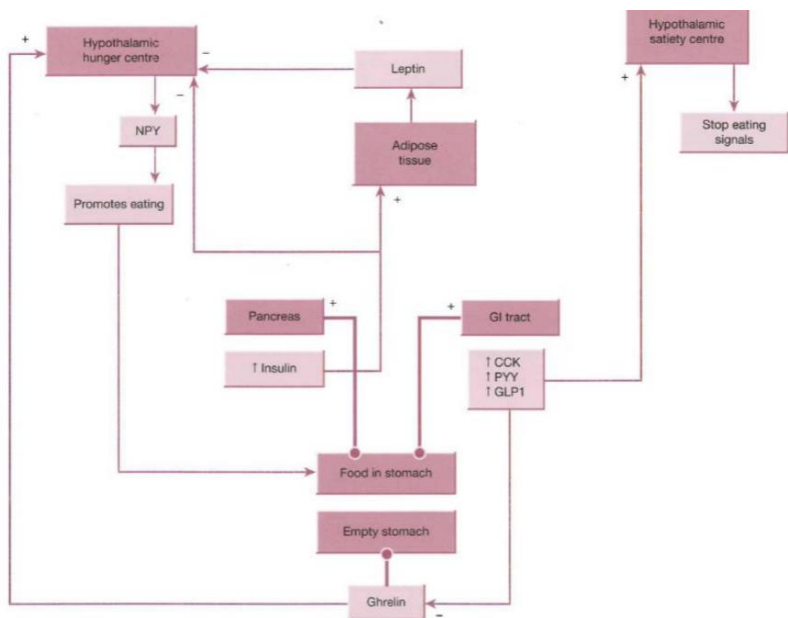 +
Hypothalamic
hunger centre
–
–
Leptin
Hypothalamic
satiety centre
+
NPY
Adipose
tissue
Stop eating
signals
Promotes eating
+
Pancreas
+
+
GI tract
↑ Insulin
↑ CCK
↑ PYY
↑ GLP1
Food in stomach
Empty stomach
Ghrelin
–